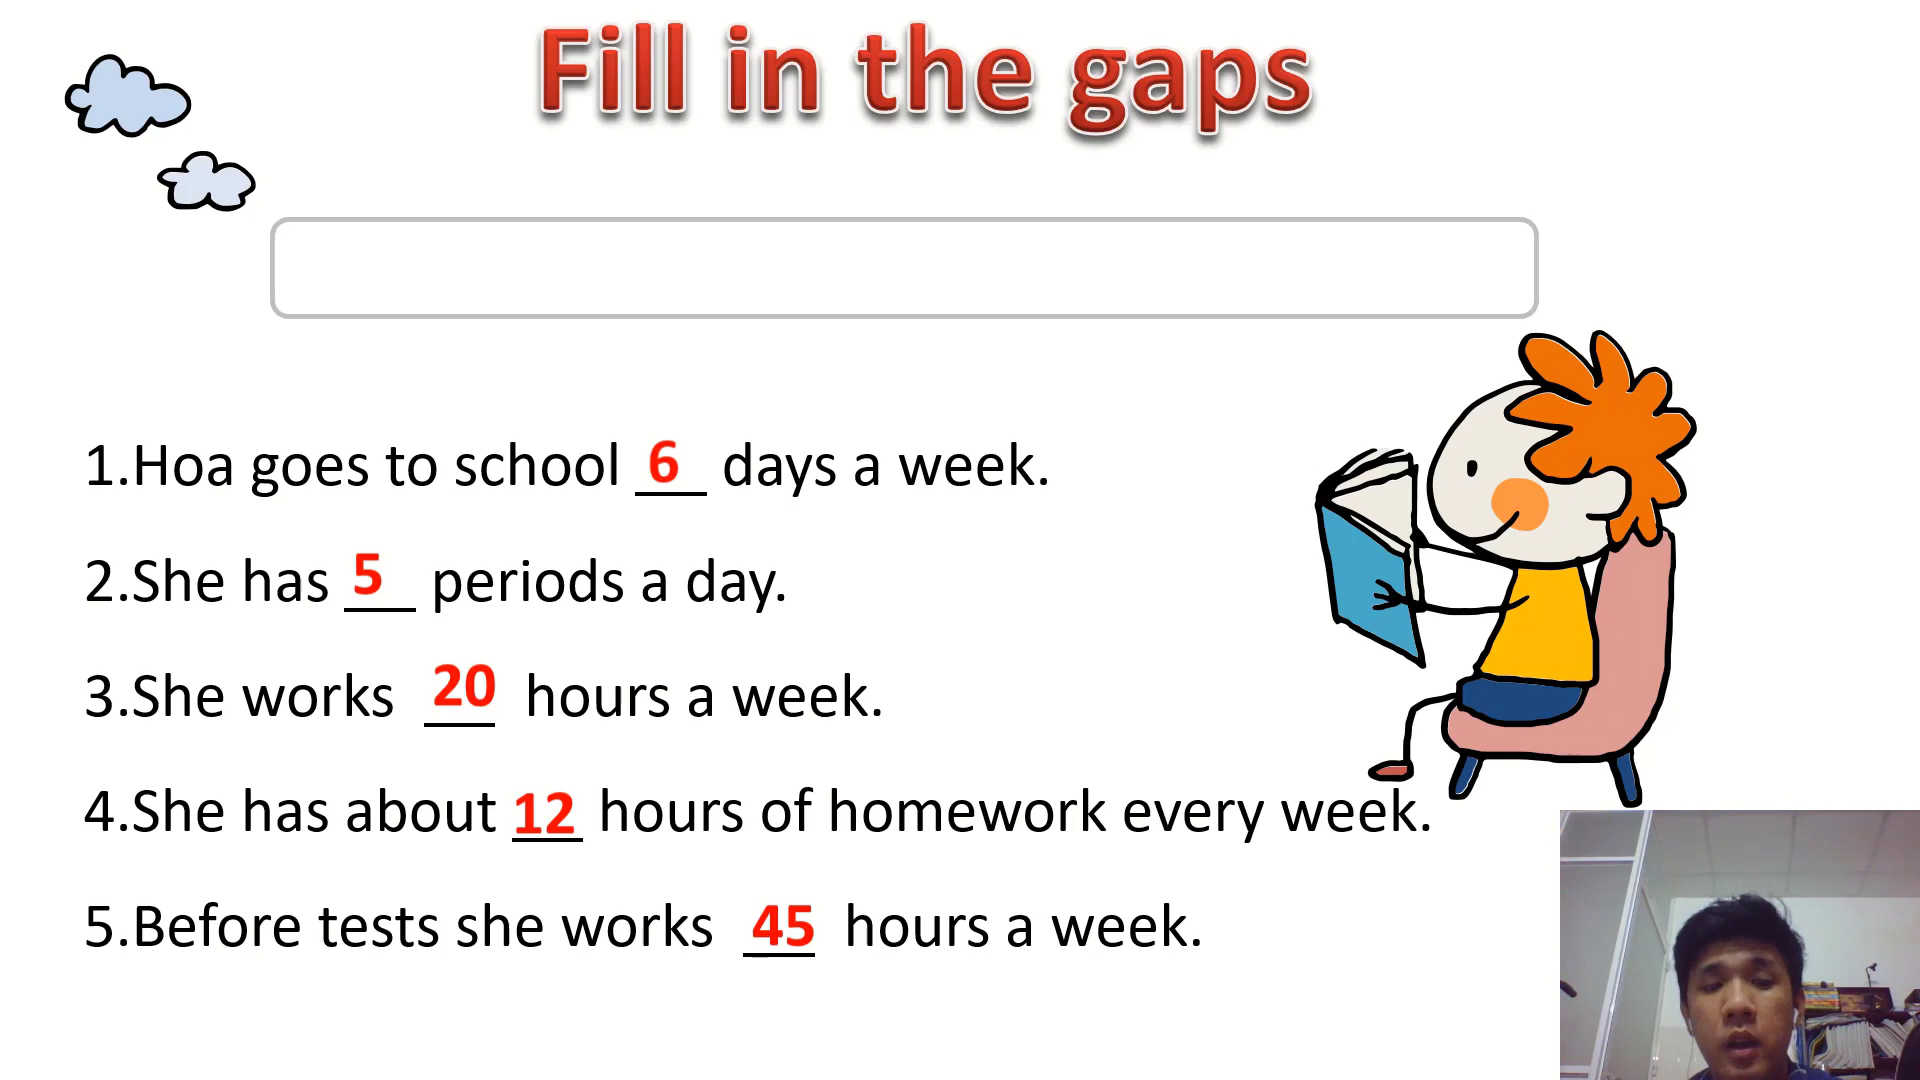 Fill in the gaps
1.Hoa goes to school 6 days a week.
2.She has 5 periods a day.
3.She works 20 hours a week.
4.She has about 12 hours of homework every week.
5.Before tests she works 45 hours a week.